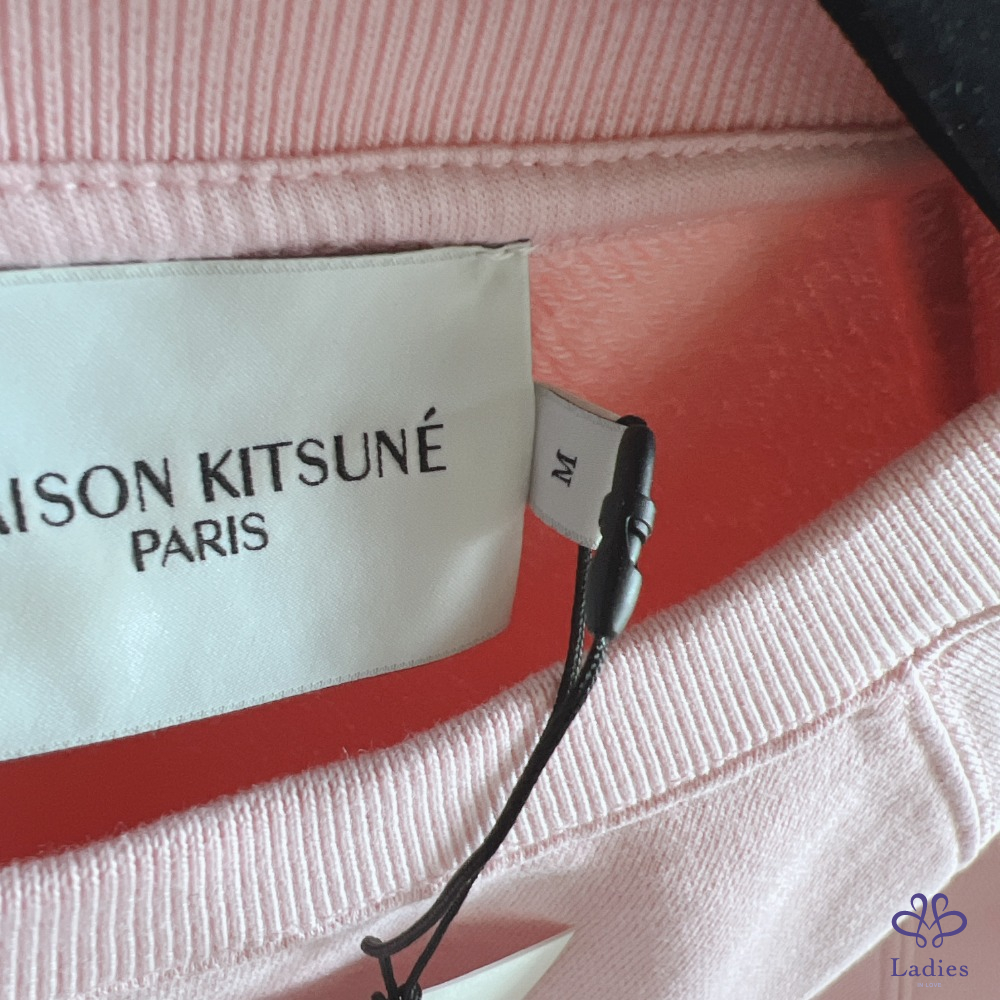 AISON KITSUNÉ
PARIS
M
Ladies